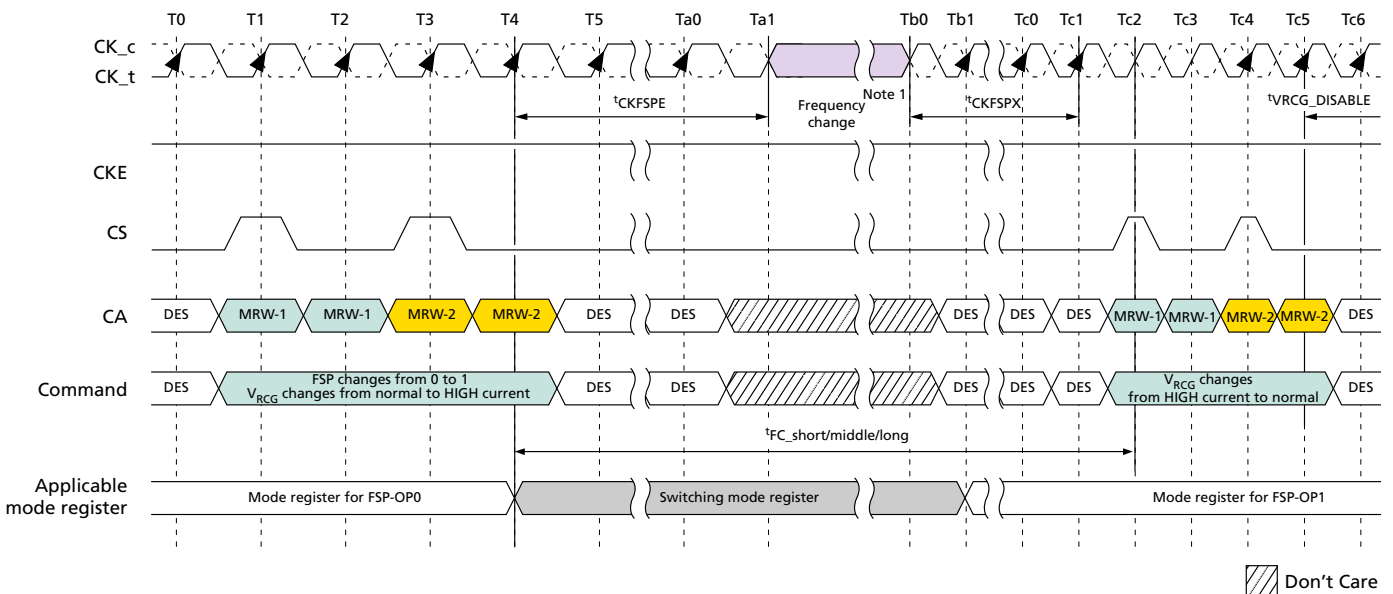 T0 T1 T2 T3 T4 T5 Ta0 Ta1 Tb0 Tb1 Tc0 Tc1 Tc2 Tc3 Tc4 Tc5 Tc6
CK_c
CK_t
tCKFSPE
Frequency
change
Note 1
tCKFSPX
tVRCG_DISABLE
CKE
CS
CA
DES MRW-1 MRW-1 MRW-2 MRW-2 DES DES DES DES DES MRW-1 MRW-1 MRW-2 MRW-2 DES
Command
DES
FSP changes from 0 to 1
VRCG changes from normal to HIGH current
DES DES DES DES DES
VRCG changes
from HIGH current to normal
DES
tFC_short/middle/long
Applicable
mode register
Mode register for FSP-OP0
Switching mode register
Mode register for FSP-OP1
Don't Care